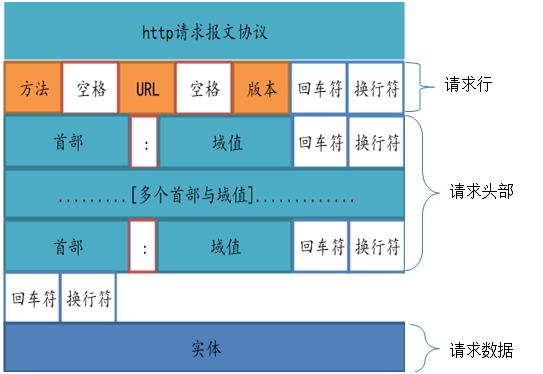 http请求报文协议
方法 空格 URL 空格 版本 回车符 换行符 请求行
首部 : 域值 回车符 换行符
.........[多个首部与域值]............. 请求头部
首部 : 域值 回车符 换行符
回车符 换行符
实体 请求数据